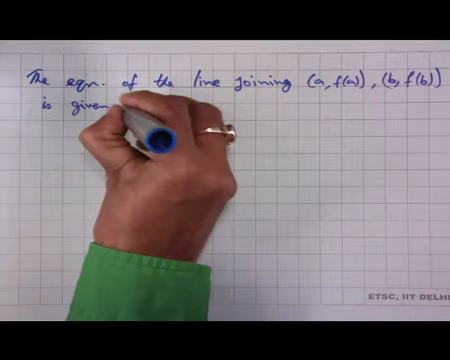 The eqn. of the line joining (a, f(a)), (b, f(b))
is given
ETSC, IIT DELHI